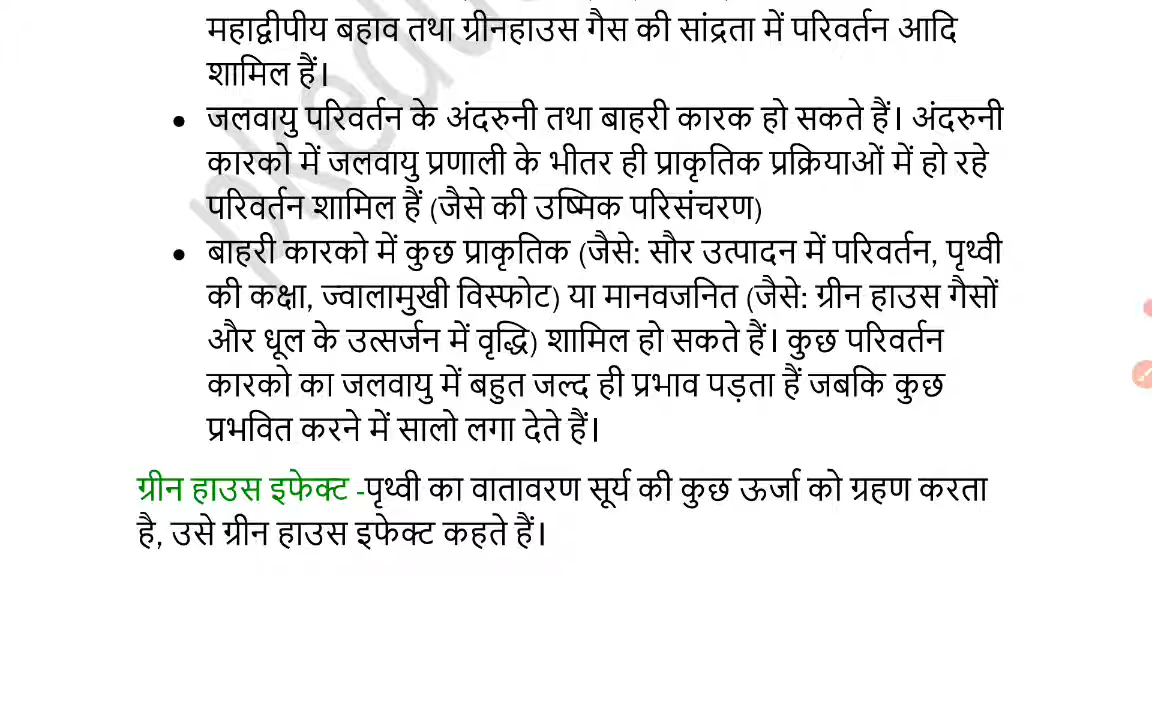 महाद्वीपीय बहाव तथा ग्रीनहाउस गैस की सांद्रता में परिवर्तन आदि
शामिल हैं।
• जलवायु परिवर्तन के अंदरुनी तथा बाहरी कारक हो सकते हैं। अंदरुनी
कारको में जलवायु प्रणाली के भीतर ही प्राकृतिक प्रक्रियाओं में हो रहे
परिवर्तन शामिल हैं (जैसे की उष्मिक परिसंचरण)
• बाहरी कारको में कुछ प्राकृतिक (जैसे: सौर उत्पादन में परिवर्तन, पृथ्वी
की कक्षा, ज्वालामुखी विस्फोट) या मानवजनित (जैसे: ग्रीन हाउस गैसों
और धूल के उत्सर्जन में वृद्धि) शामिल हो सकते हैं। कुछ परिवर्तन
कारको का जलवायु में बहुत जल्द ही प्रभाव पड़ता हैं जबकि कुछ
प्रभवित करने में सालो लगा देते हैं।
ग्रीन हाउस इफेक्ट -पृथ्वी का वातावरण सूर्य की कुछ ऊर्जा को ग्रहण करता
है, उसे ग्रीन हाउस इफेक्ट कहते हैं।